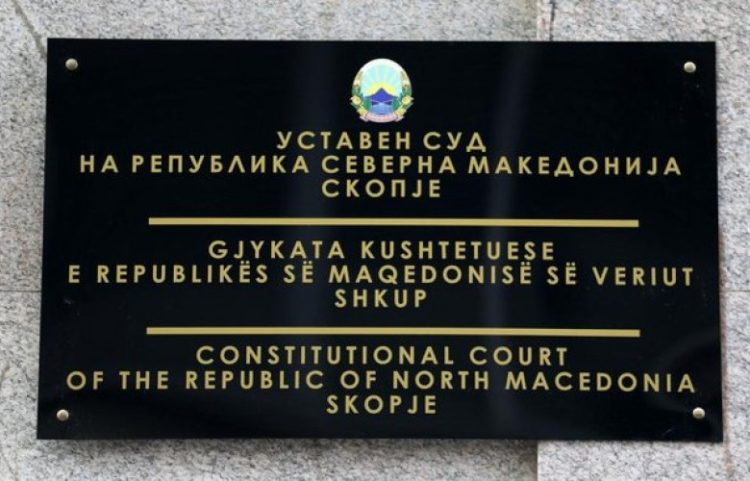 УСТАВЕН СУД
НА РЕПУБЛИКА СЕВЕРНА МАКЕДОНИЈА
СКОПЈЕ
GJYKATA KUSHTETUESE
E REPUBLIKËS SË MAQEDONISË SË VERIUT
SHKUP
CONSTITUTIONAL COURT
OF THE REPUBLIC OF NORTH MACEDONIA
SKOPJE